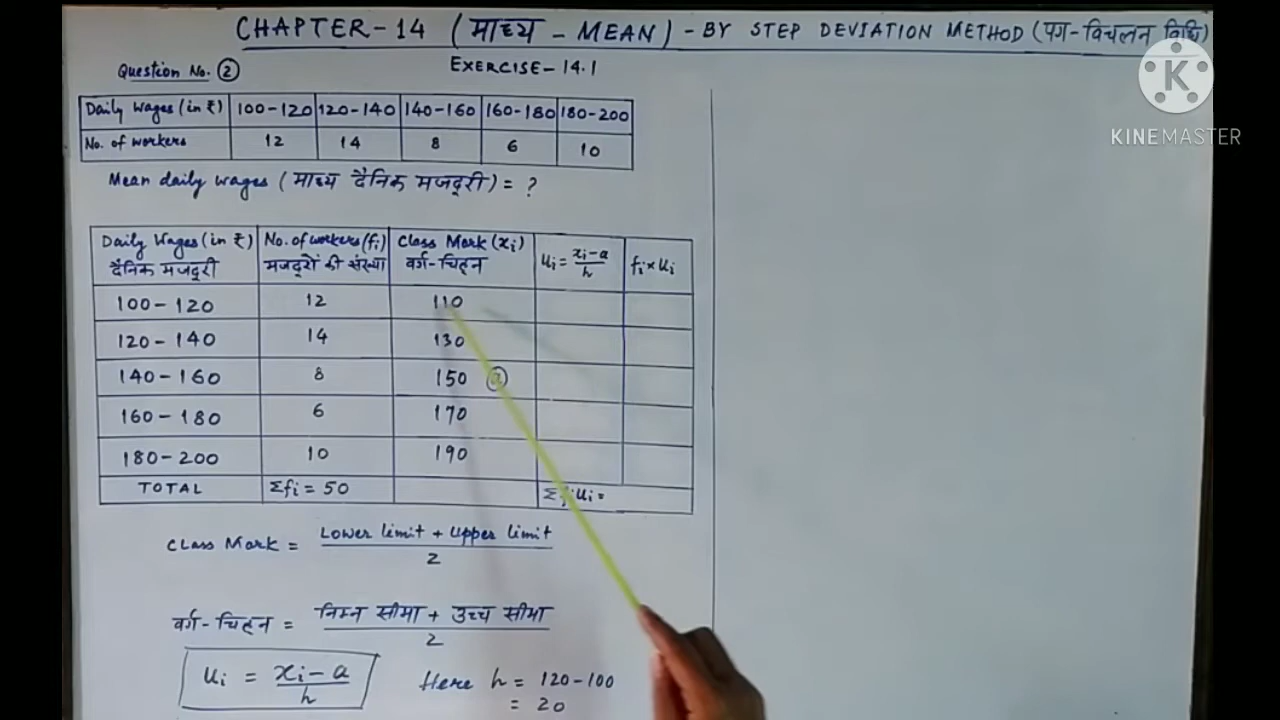 CHAPTER-14 (माध्य - MEAN) - BY STEP DEVIATION METHOD (पग-विचलन विधि)
EXERCISE-14.1
Question No. ②
Daily Wages (in ₹) 100-120 120-140 140-160 160-180 180-200
No. of workers 12 14 8 6 10
Mean daily wages (माध्य दैनिक मजदूरी) = ?
Daily Wages (in ₹) No. of workers (fi) Class Mark (xi) ui = xi-a/h fi × ui
दैनिक मजदूरी मजदूरों की संख्या वर्ग-चिह्न
100-120 12 110
120-140 14 130
140-160 8 150 ⓐ
160-180 6 170
180-200 10 190
TOTAL Σfi = 50 Σfiui =
Class Mark = Lower limit + Upper limit
2
वर्ग-चिह्न = निम्न सीमा + उच्च सीमा
2
ui = xi-a/h Here h = 120-100
= 20
KINEMASTER